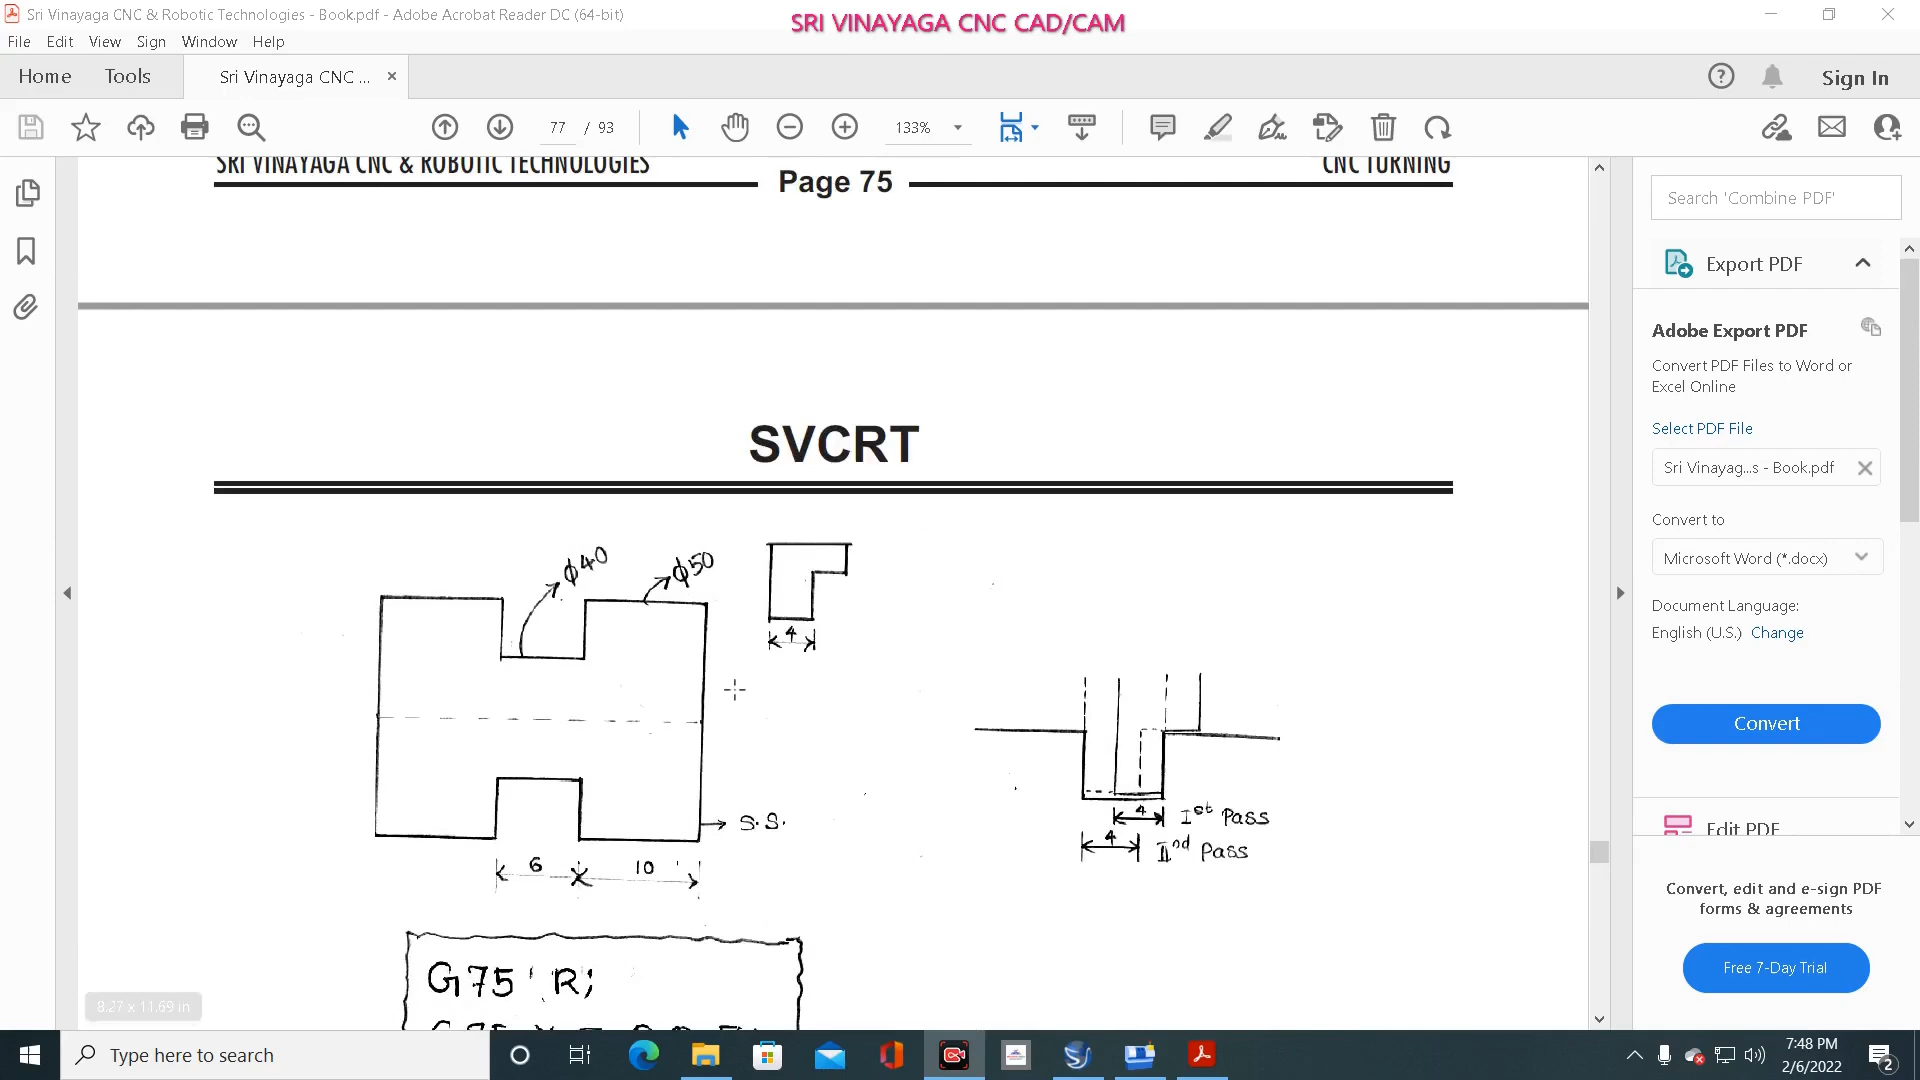 Sri Vinayaga CNC & Robotic Technologies - Book.pdf - Adobe Acrobat Reader DC (64-bit)
SRI VINAYAGA CNC CAD/CAM
File Edit View Sign Window Help
Home Tools Sri Vinayaga CNC ... × Sign In
77 / 93 133%
SRI VINAYAGA CNC & ROBOTIC TECHNOLOGIES Page 75 CNC TURNING
SVCRT
ϕ40
ϕ50
4
S.S.
6 10
4 Ist Pass
4 IInd Pass
G75 R;
8.27 x 11.69 in
Search 'Combine PDF'
Export PDF
Adobe Export PDF
Convert PDF Files to Word or
Excel Online
Select PDF File
Sri Vinayag...s - Book.pdf
Convert to
Microsoft Word (*.docx)
Document Language:
English (U.S.) Change
Convert
Edit PDF
Convert, edit and e-sign PDF
forms & agreements
Free 7-Day Trial
Type here to search
7:48 PM
2/6/2022
2